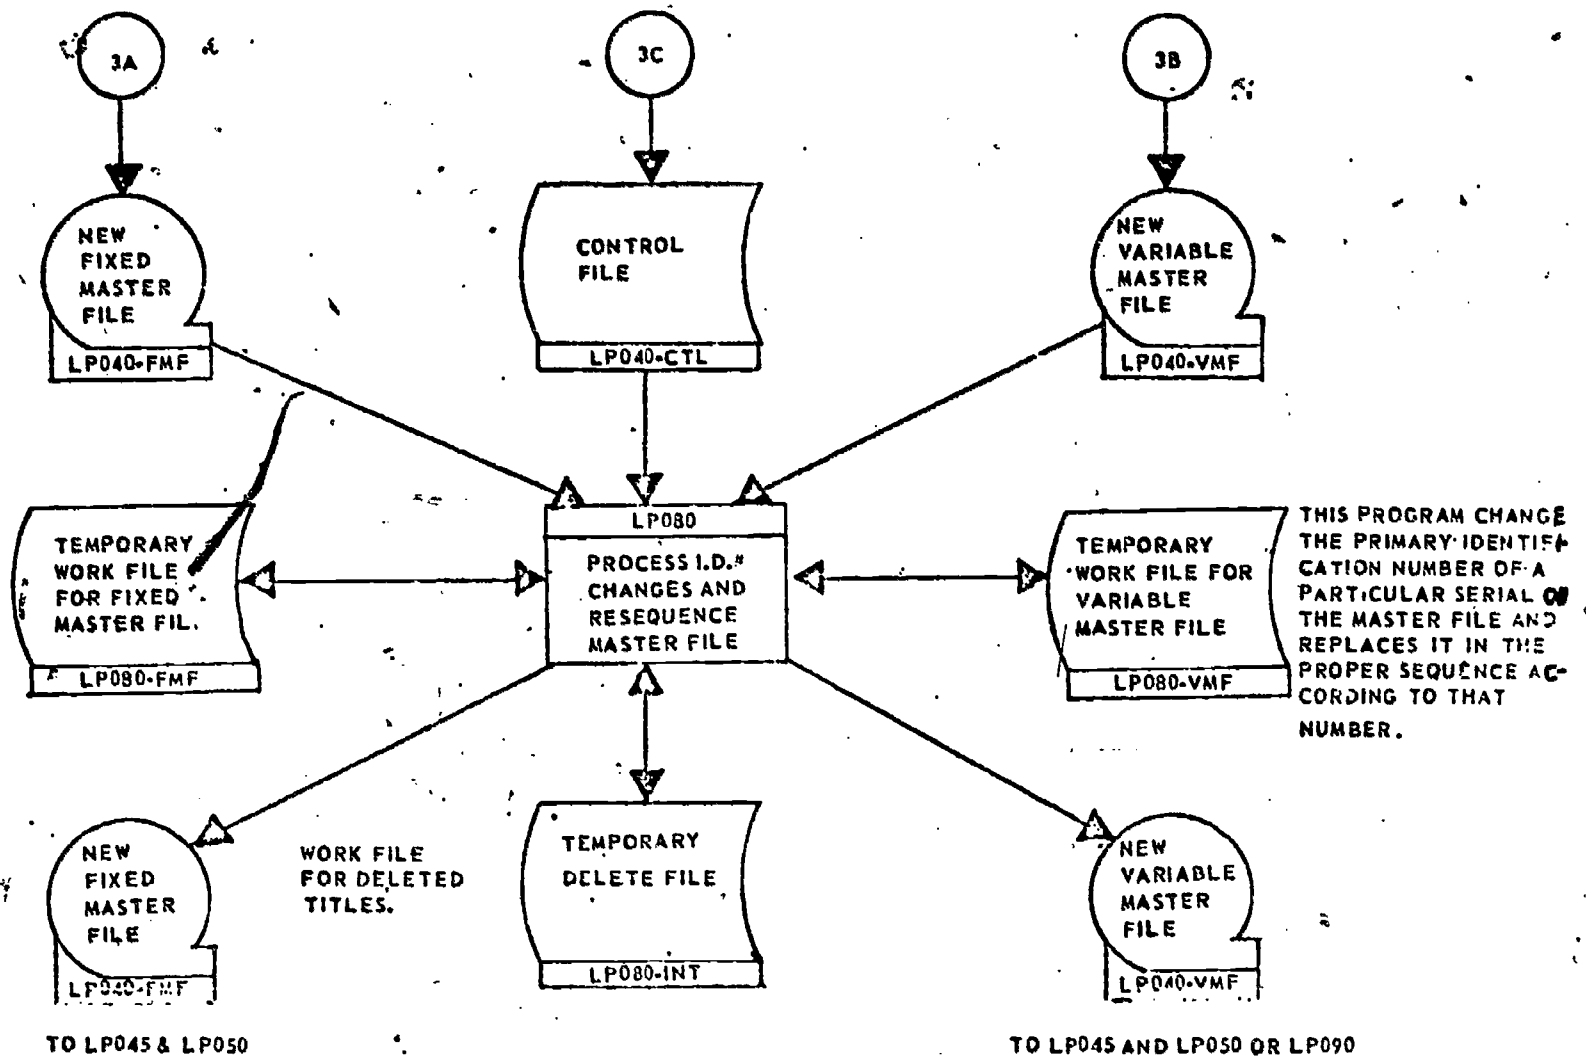 3A
3C
3B
NEW
FIXED
MASTER
FILE
LP040-FMF
CONTROL
FILE
LP040-CTL
NEW
VARIABLE
MASTER
FILE
LP040-VMF
TEMPORARY
WORK FILE
FOR FIXED
MASTER FIL.
LP080-FMF
LP080
PROCESS I.D.#
CHANGES AND
RESEQUENCE
MASTER FILE
TEMPORARY
WORK FILE FOR
VARIABLE
MASTER FILE
LP080-VMF
THIS PROGRAM CHANGE
THE PRIMARY IDENTIFI-
CATION NUMBER OF A
PARTICULAR SERIAL
THE MASTER FILE AND
REPLACES IT IN THE
PROPER SEQUENCE AC-
CORDING TO THAT
NUMBER.
NEW
FIXED
MASTER
FILE
LP040-FMF
TO LP045 & LP050
WORK FILE
FOR DELETED
TITLES.
TEMPORARY
DELETE FILE
LP080-INT
NEW
VARIABLE
MASTER
FILE
LP040-VMF
TO LP045 AND LP050 OR LP090